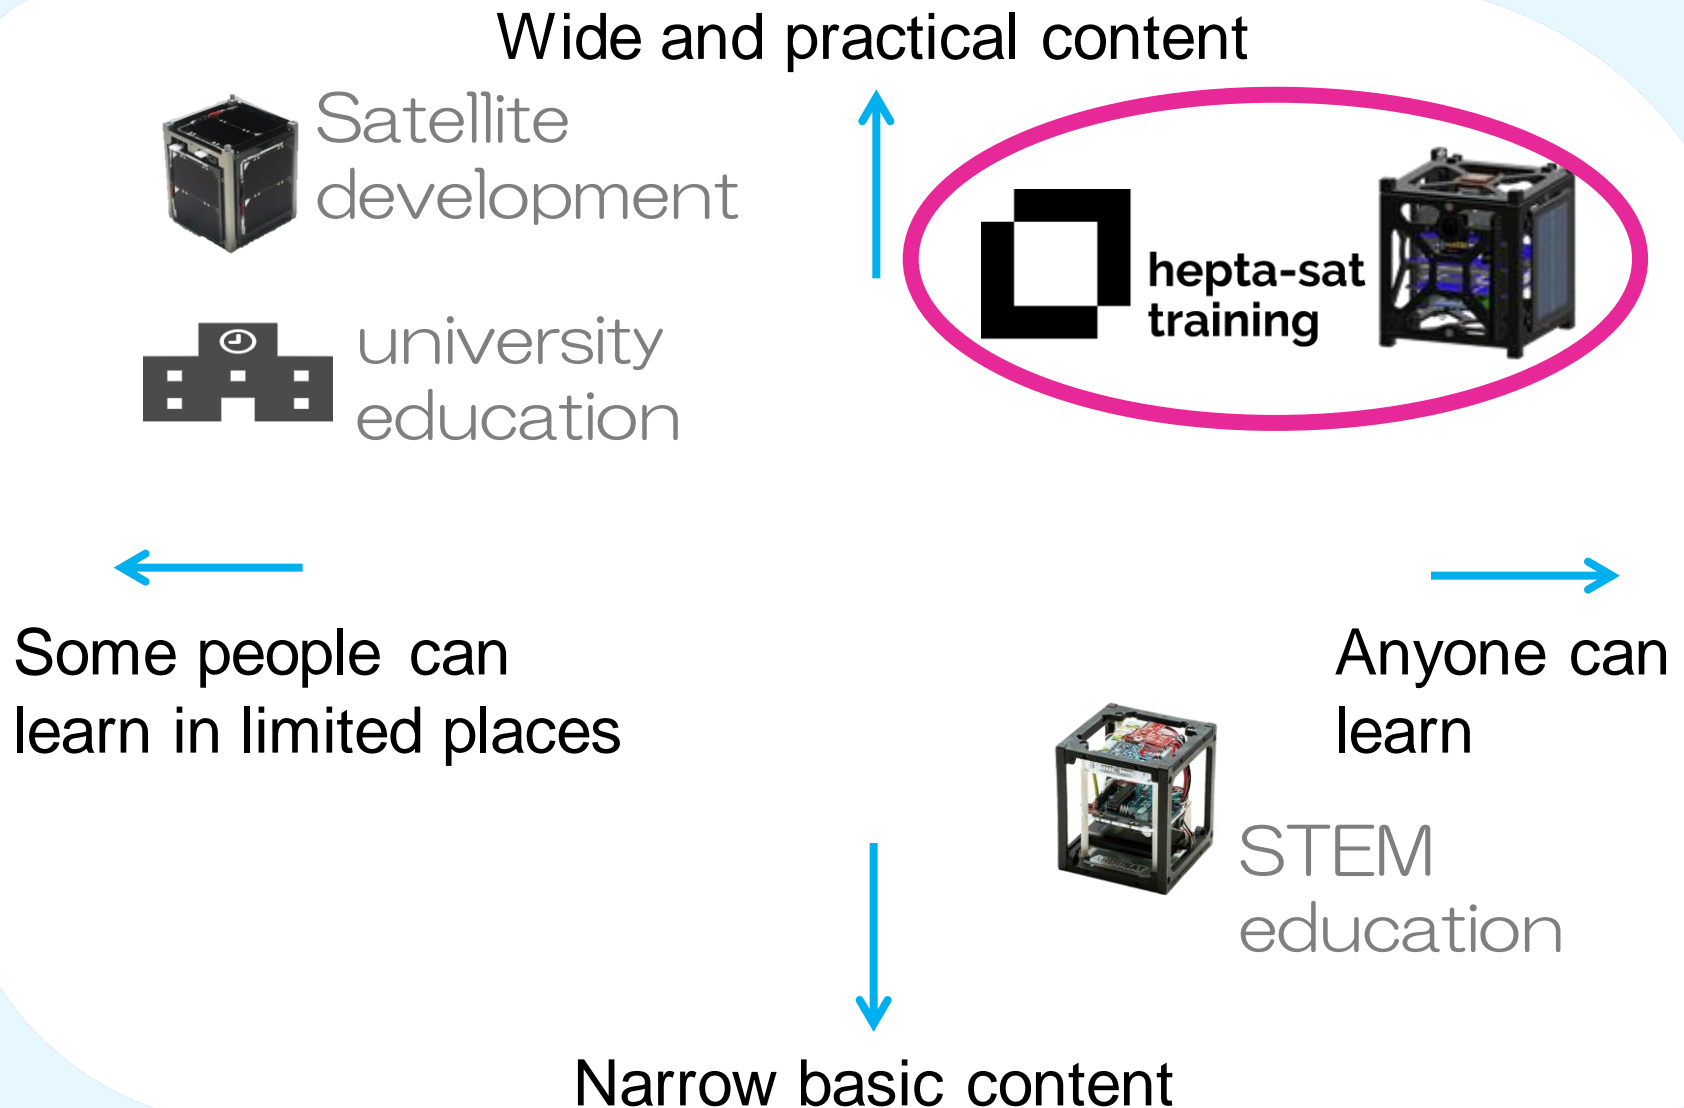 Wide and practical content
Satellite
development
hepta-sat
training
university
education
Some people can
learn in limited places
Anyone can
learn
ARDUSAT
STEM
education
Narrow basic content